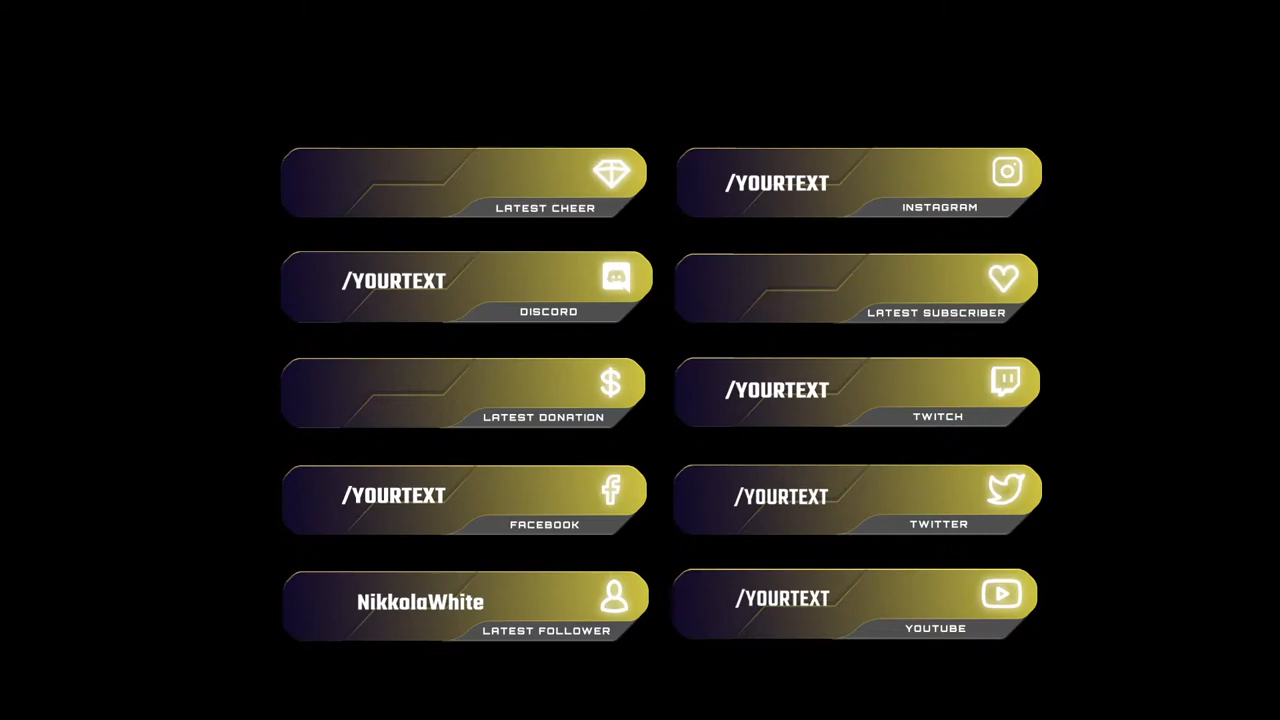 LATEST CHEER
/YOURTEXT
DISCORD
LATEST DONATION
/YOURTEXT
FACEBOOK
NikkolaWhite
LATEST FOLLOWER
/YOURTEXT
INSTAGRAM
LATEST SUBSCRIBER
/YOURTEXT
TWITCH
/YOURTEXT
TWITTER
/YOURTEXT
YOUTUBE